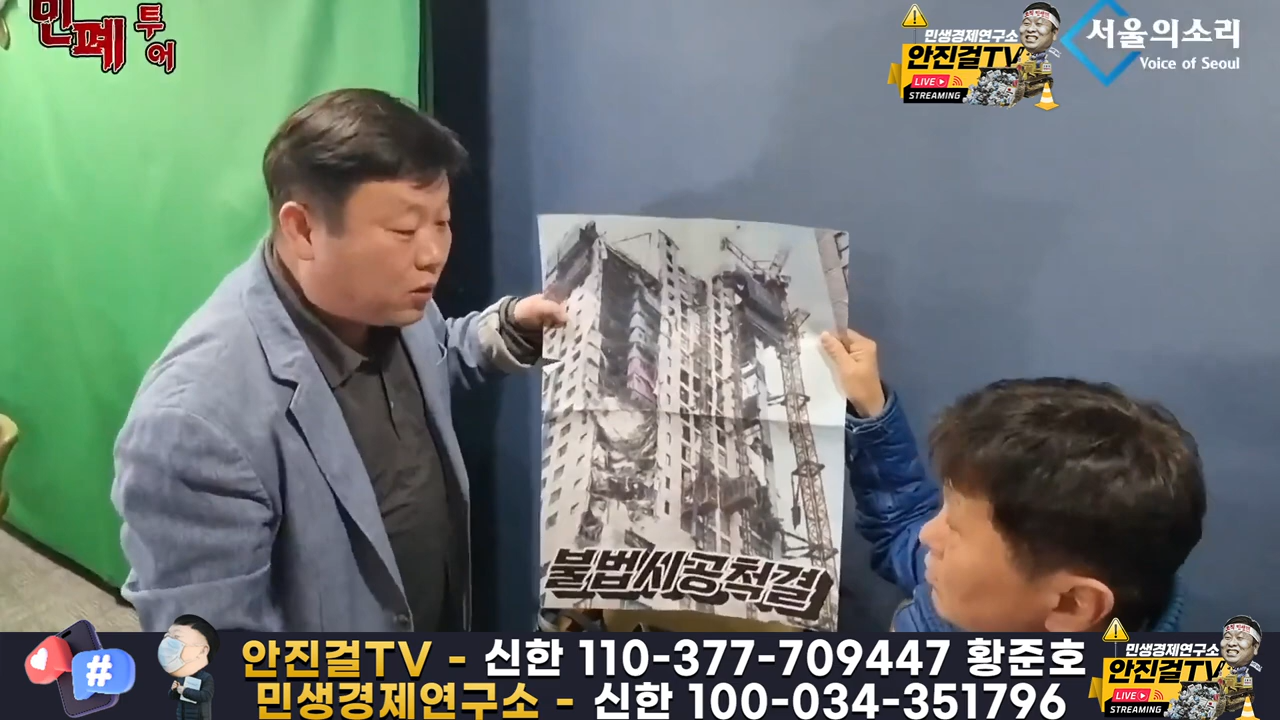 민폐
투어
민생경제연구소
안진걸TV
LIVE
STREAMING
서울의소리
Voice of Seoul
불법시공척결
#
안진걸TV - 신한 110-377-709447 황준호
민생경제연구소 - 신한 100-034-351796
민생경제연구소
안진걸TV
LIVE
STREAMING